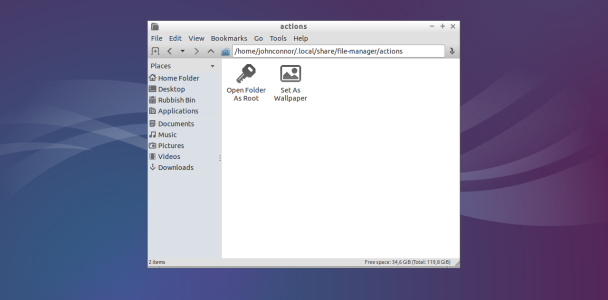 actions
File Edit View Bookmarks Go Tools Help
/home/johnconnor/.local/share/file-manager/actions
Places
Home Folder
Desktop
Rubbish Bin
Applications
Documents
Music
Pictures
Videos
Downloads
Open Folder
As Root
Set As
Wallpaper
2 items
Free space: 34,6 GiB (Total: 119,8 GiB)